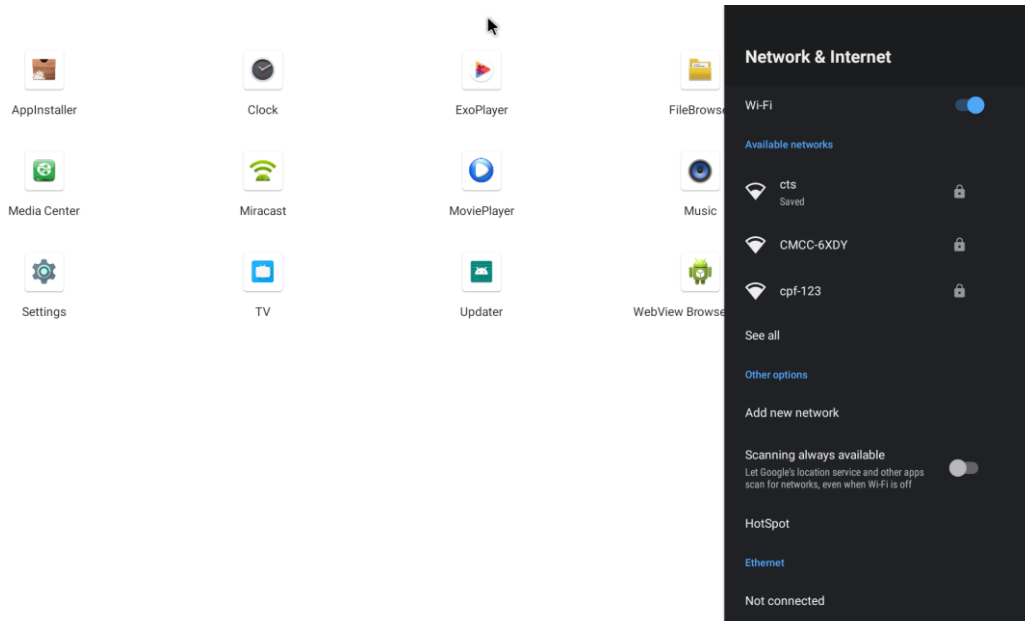 AppInstaller
Clock
ExoPlayer
FileBrowse
Media Center
Miracast
MoviePlayer
Music
Settings
TV
Updater
WebView Browse
Network & Internet
Wi-Fi
Available networks
cts
Saved
CMCC-6XDY
cpf-123
See all
Other options
Add new network
Scanning always available
Let Google's location service and other apps
scan for networks, even when Wi-Fi is off
HotSpot
Ethernet
Not connected